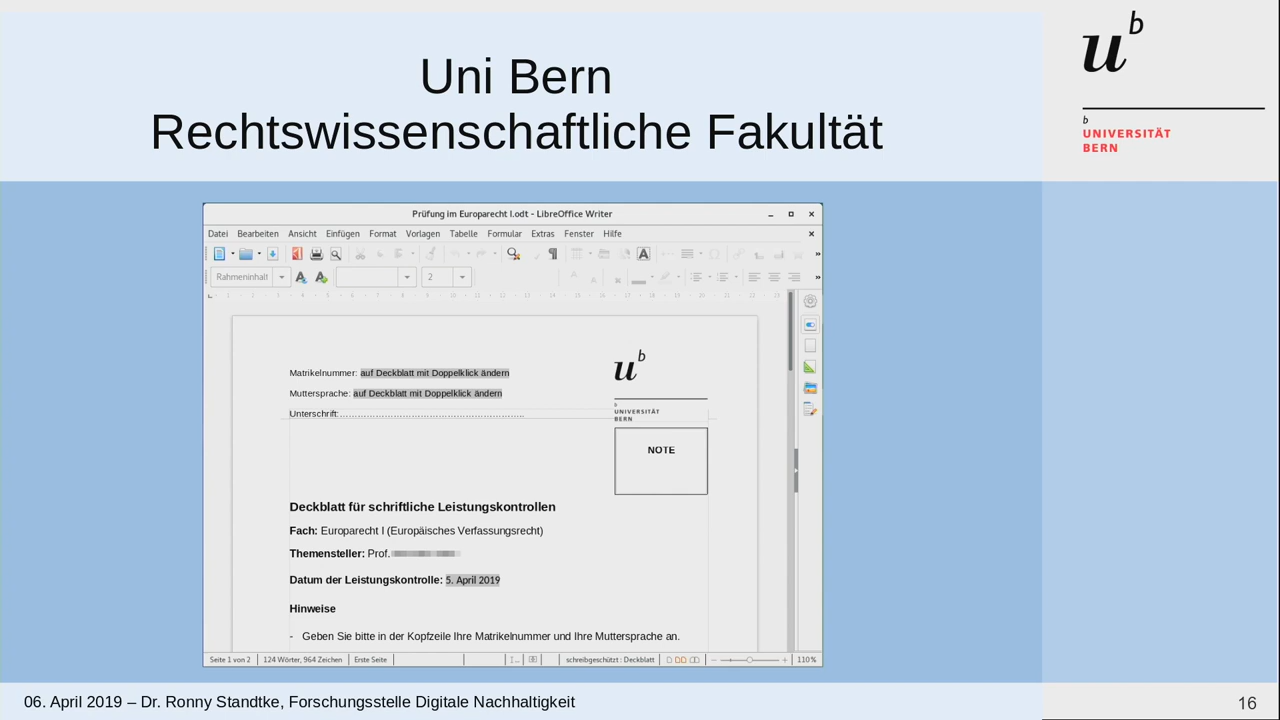 Uni Bern
Rechtswissenschaftliche Fakultät
u b
b
UNIVERSITÄT
BERN
Prüfung im Europarecht I.odt - LibreOffice Writer
Datei Bearbeiten Ansicht Einfügen Format Vorlagen Tabelle Formular Extras Fenster Hilfe
Rahmeninhalt 2
Matrikelnummer: auf Deckblatt mit Doppelklick ändern
Muttersprache: auf Deckblatt mit Doppelklick ändern
Unterschrift:
u b
b
UNIVERSITÄT
BERN
NOTE
Deckblatt für schriftliche Leistungskontrollen
Fach: Europarecht I (Europäisches Verfassungsrecht)
Themensteller: Prof.
Datum der Leistungskontrolle: 5. April 2019
Hinweise
- Geben Sie bitte in der Kopfzeile Ihre Matrikelnummer und Ihre Muttersprache an.
Seite 1 von 2 124 Wörter, 964 Zeichen Erste Seite schreibgeschützt : Deckblatt 110%
06. April 2019 – Dr. Ronny Standtke, Forschungsstelle Digitale Nachhaltigkeit
16